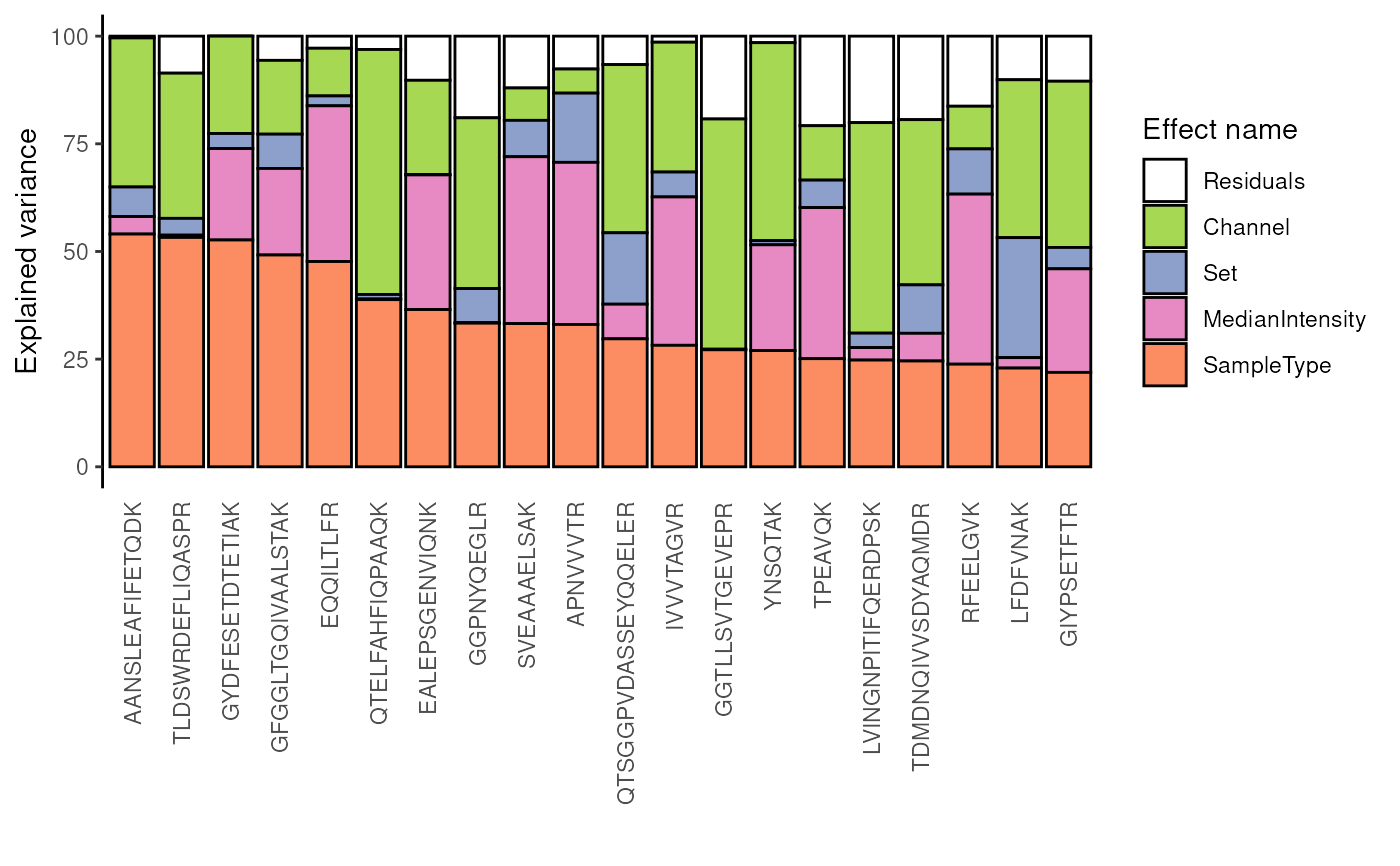 Explained variance
100
75
50
25
0
AANSLEAFIFETQDK
TLDSWRDEFLIQASPR
GYDFESETDTETIAK
GFGGLTGQIVAALSTAK
EQQILTLFR
QTELFAHFIQPAAQK
EALEPSGENVIQNK
GGPNYQEGLR
SVEAAAELSAK
APNVVVTR
QTSGGPVDASSEYQQELER
IVVVTAGVR
GGTLLSVTGEVEPR
YNSQTAK
TPEAVQK
LVINGNPITIFQERDPSK
TDMDNQIVVSDYAQMDR
RFEELGVK
LFDFVNAK
GIYPSETFTR
Effect name
Residuals
Channel
Set
MedianIntensity
SampleType